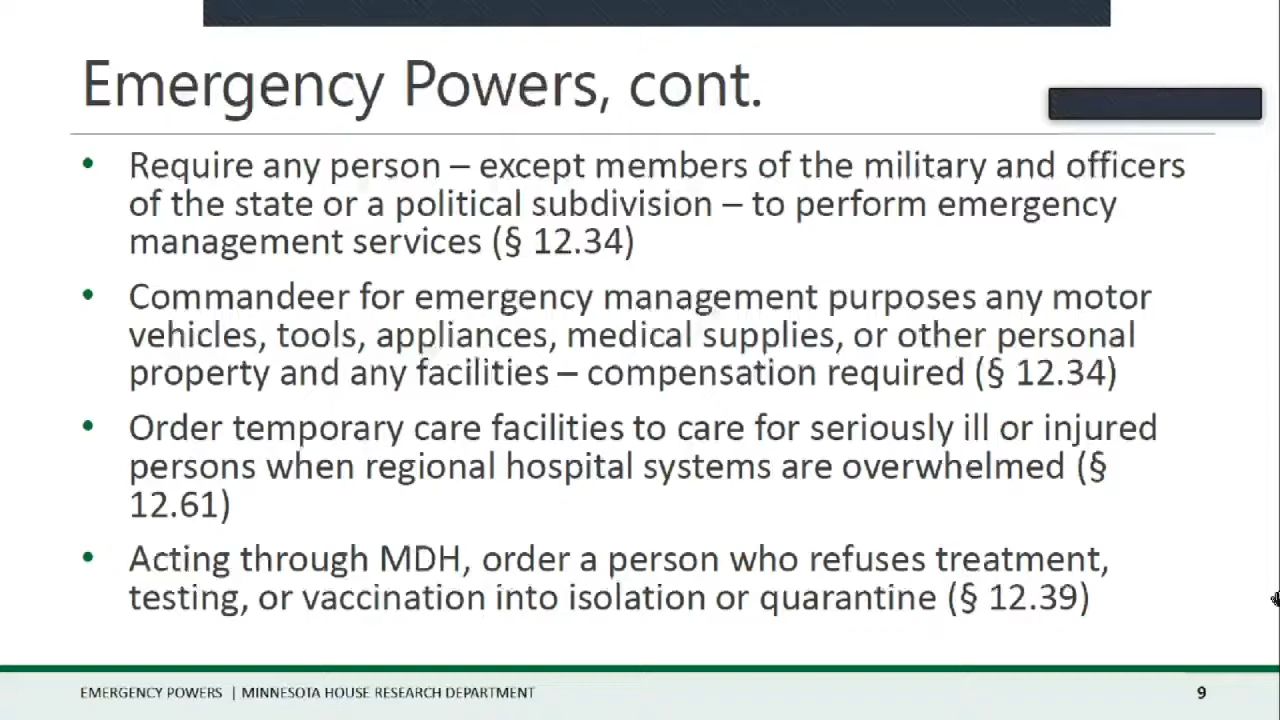 Emergency Powers, cont.
• Require any person – except members of the military and officers
of the state or a political subdivision – to perform emergency
management services (§ 12.34)
• Commandeer for emergency management purposes any motor
vehicles, tools, appliances, medical supplies, or other personal
property and any facilities – compensation required (§ 12.34)
• Order temporary care facilities to care for seriously ill or injured
persons when regional hospital systems are overwhelmed (§
12.61)
• Acting through MDH, order a person who refuses treatment,
testing, or vaccination into isolation or quarantine (§ 12.39)
EMERGENCY POWERS | MINNESOTA HOUSE RESEARCH DEPARTMENT 9